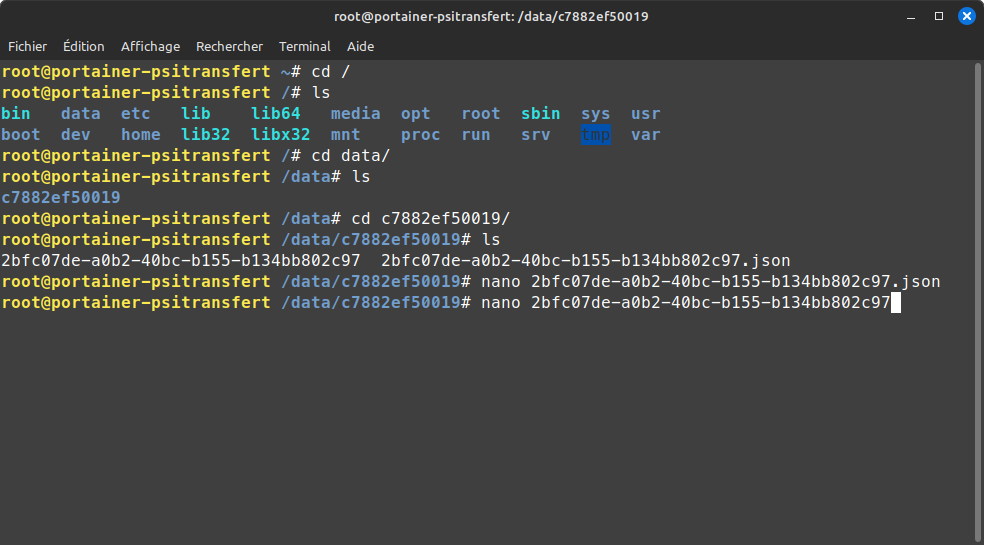 root@portainer-psitransfert: /data/c7882ef50019
Fichier Édition Affichage Rechercher Terminal Aide
root@portainer-psitransfert ~# cd /
root@portainer-psitransfert /# ls
bin data etc lib lib64 media opt root sbin sys usr
boot dev home lib32 libx32 mnt proc run srv tmp var
root@portainer-psitransfert /# cd data/
root@portainer-psitransfert /data# ls
c7882ef50019
root@portainer-psitransfert /data# cd c7882ef50019/
root@portainer-psitransfert /data/c7882ef50019# ls
2bfc07de-a0b2-40bc-b155-b134bb802c97 2bfc07de-a0b2-40bc-b155-b134bb802c97.json
root@portainer-psitransfert /data/c7882ef50019# nano 2bfc07de-a0b2-40bc-b155-b134bb802c97.json
root@portainer-psitransfert /data/c7882ef50019# nano 2bfc07de-a0b2-40bc-b155-b134bb802c97